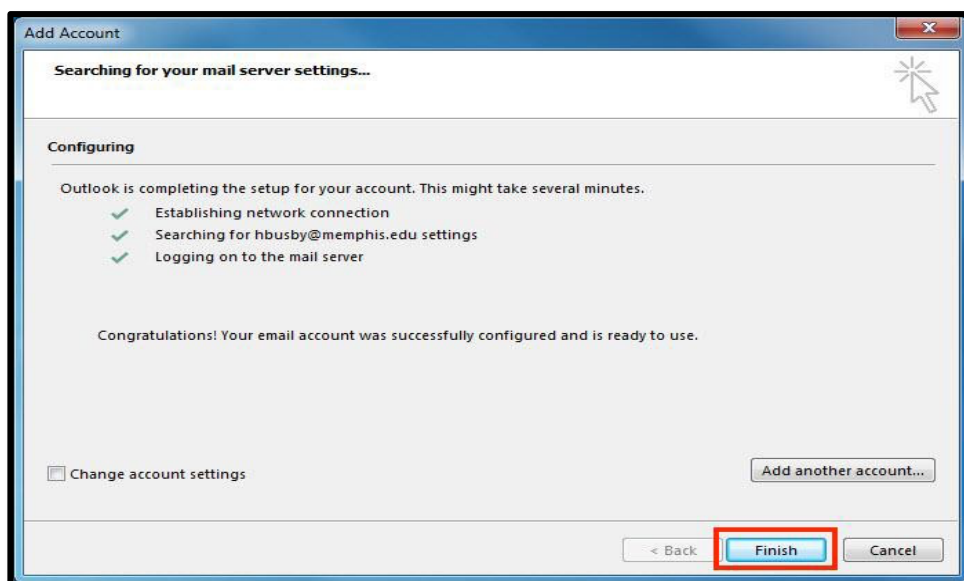 Add Account
Searching for your mail server settings...
Configuring
Outlook is completing the setup for your account. This might take several minutes.
Establishing network connection
Searching for hbusby@memphis.edu settings
Logging on to the mail server
Congratulations! Your email account was successfully configured and is ready to use.
Change account settings
Add another account...
< Back
Finish
Cancel